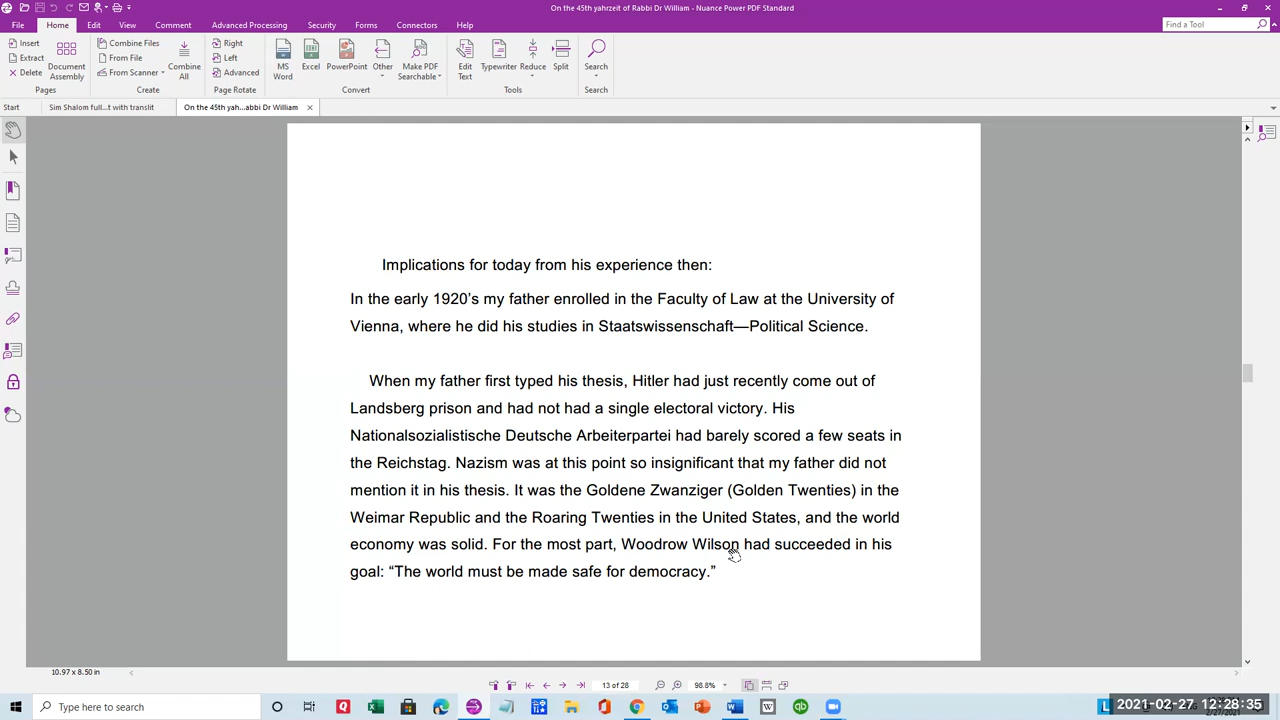 On the 45th yahrzeit of Rabbi Dr William - Nuance Power PDF Standard
File Home Edit View Comment Advanced Processing Security Forms Connectors Help Find a Tool
Insert Combine Files Right
Extract From File Left
Delete From Scanner Advanced
Document Assembly Combine All MS Word Excel PowerPoint Other Make PDF Searchable Edit Text Typewriter Reduce Split Search
Pages Create Page Rotate Convert Tools Search
Start Sim Shalom full...t with translit On the 45th yah...abbi Dr William
Implications for today from his experience then:
In the early 1920’s my father enrolled in the Faculty of Law at the University of
Vienna, where he did his studies in Staatswissenschaft—Political Science.
When my father first typed his thesis, Hitler had just recently come out of
Landsberg prison and had not had a single electoral victory. His
Nationalsozialistische Deutsche Arbeiterpartei had barely scored a few seats in
the Reichstag. Nazism was at this point so insignificant that my father did not
mention it in his thesis. It was the Goldene Zwanziger (Golden Twenties) in the
Weimar Republic and the Roaring Twenties in the United States, and the world
economy was solid. For the most part, Woodrow Wilson had succeeded in his
goal: “The world must be made safe for democracy.”
10.97 x 8.50 in
13 of 28 98.8%
Type here to search
2021-02-27 12:28:35